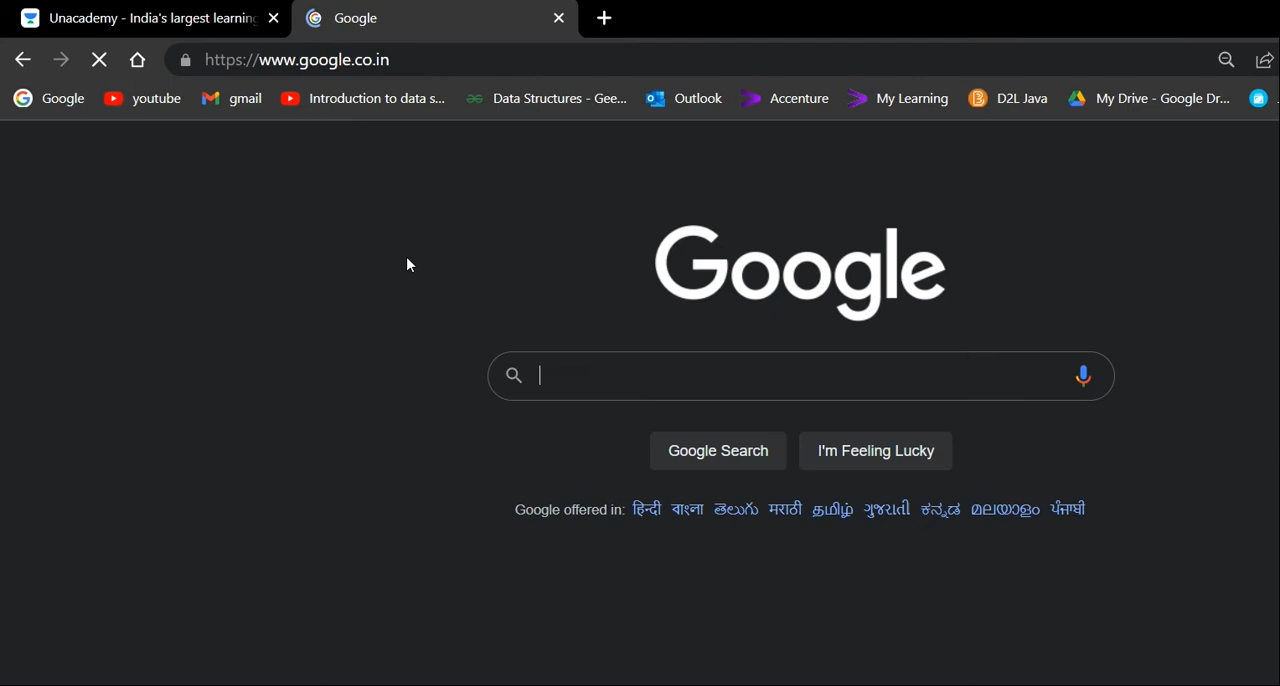 Unacademy - India's largest learning
Google
https://www.google.co.in
Google youtube gmail Introduction to data s... Data Structures - Gee... Outlook Accenture My Learning D2L Java My Drive - Google Dr...
Google
Google Search I'm Feeling Lucky
Google offered in: हिन्दी বাংলা తెలుగు मराठी தமிழ் ગુજરાતી ಕನ್ನಡ മലയാളം ਪੰਜਾਬੀ